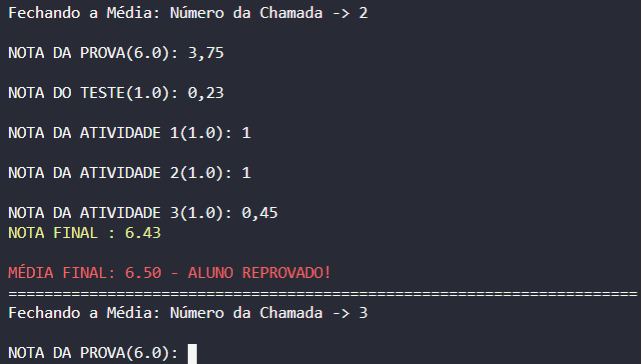 Fechando a Média: Número da Chamada -> 2
NOTA DA PROVA(6.0): 3,75
NOTA DO TESTE(1.0): 0,23
NOTA DA ATIVIDADE 1(1.0): 1
NOTA DA ATIVIDADE 2(1.0): 1
NOTA DA ATIVIDADE 3(1.0): 0,45
NOTA FINAL : 6.43
MÉDIA FINAL: 6.50 - ALUNO REPROVADO!
======================================================================
Fechando a Média: Número da Chamada -> 3
NOTA DA PROVA(6.0):